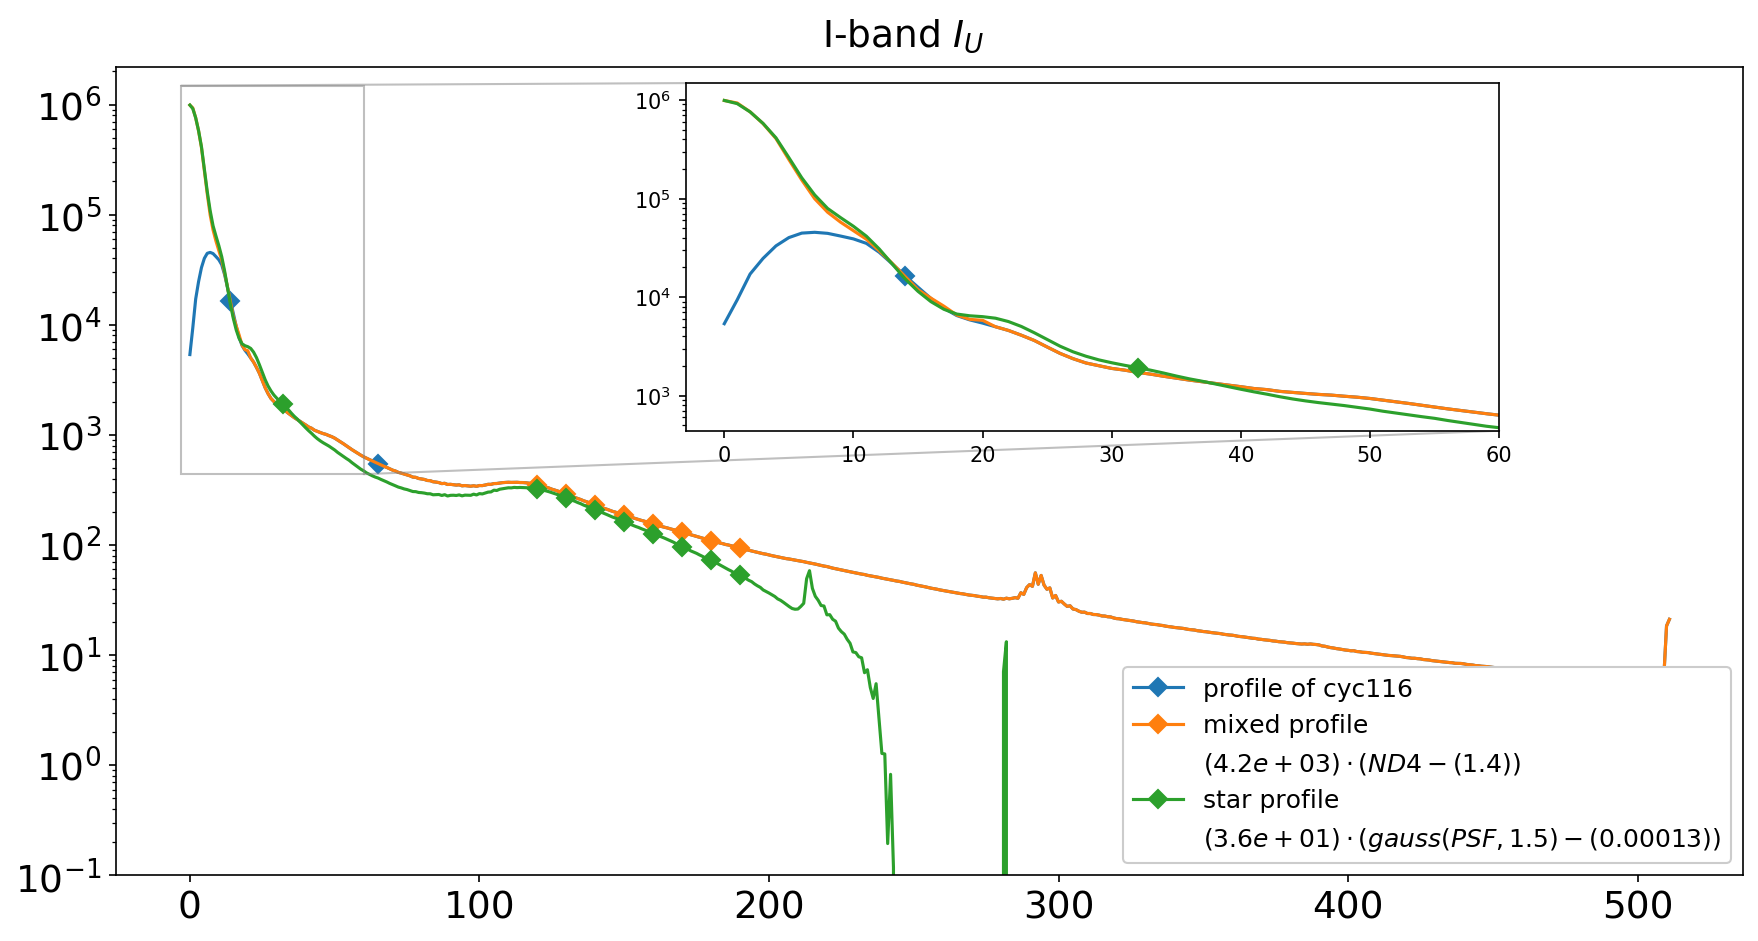 I-band $I_U$
10^6
10^5
10^4
10^3
10^2
10^1
10^0
10^{-1}
0 100 200 300 400 500
10^6
10^5
10^4
10^3
0 10 20 30 40 50 60
profile of cyc116
mixed profile
(4.2e + 03) · (ND4 − (1.4))
star profile
(3.6e + 01) · (gauss(PSF, 1.5) − (0.00013))